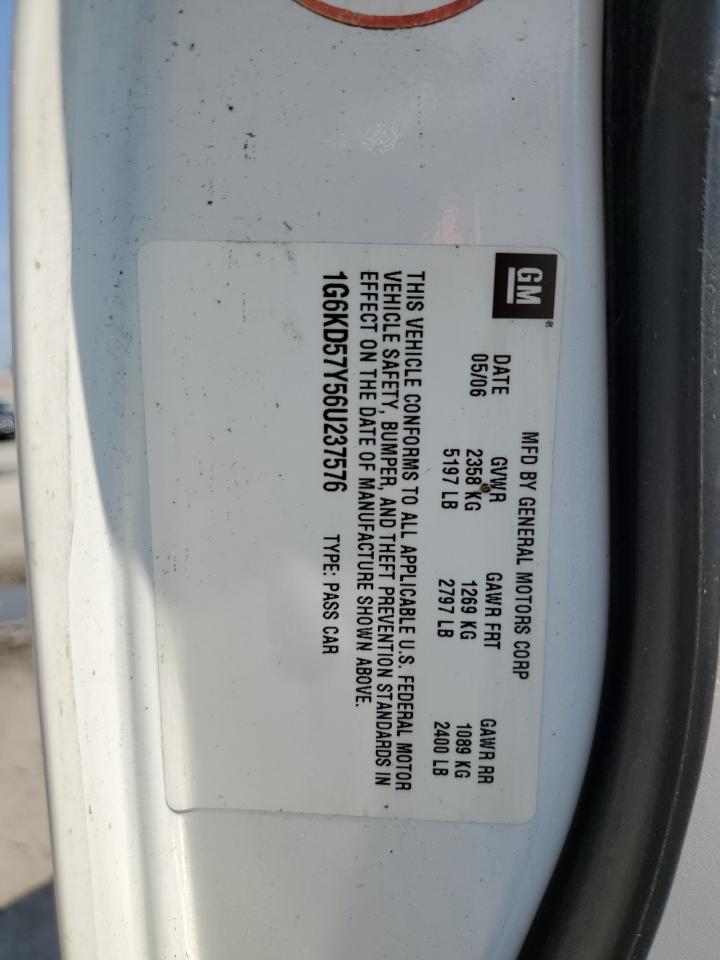 GM
MFD BY GENERAL MOTORS CORP
DATE GVWR GAWR FRT GAWR RR
05/06 2358 KG 1269 KG 1089 KG
5197 LB 2797 LB 2400 LB
THIS VEHICLE CONFORMS TO ALL APPLICABLE U.S. FEDERAL MOTOR
VEHICLE SAFETY, BUMPER, AND THEFT PREVENTION STANDARDS IN
EFFECT ON THE DATE OF MANUFACTURE SHOWN ABOVE.
1G6KD57Y56U237576 TYPE: PASS CAR